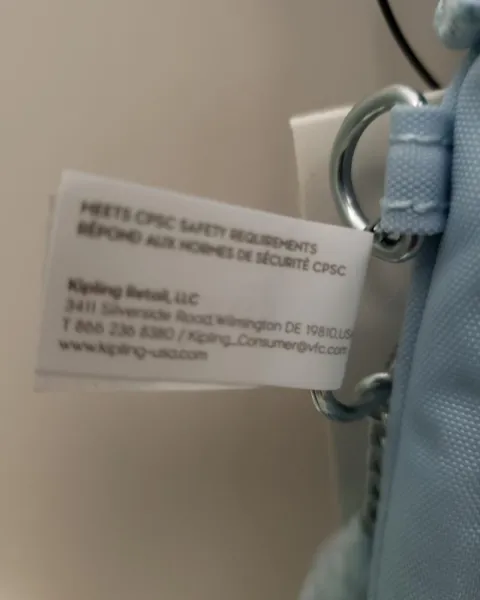 MEETS CPSC SAFETY REQUIREMENTS
RÉPOND AUX NORMES DE SÉCURITÉ CPSC
Kipling Retail, LLC
3411 Silverside Road, Wilmington DE 19810, USA
T 866 236 8380 / Kipling_Consumer@vfc.com
www.kipling-usa.com